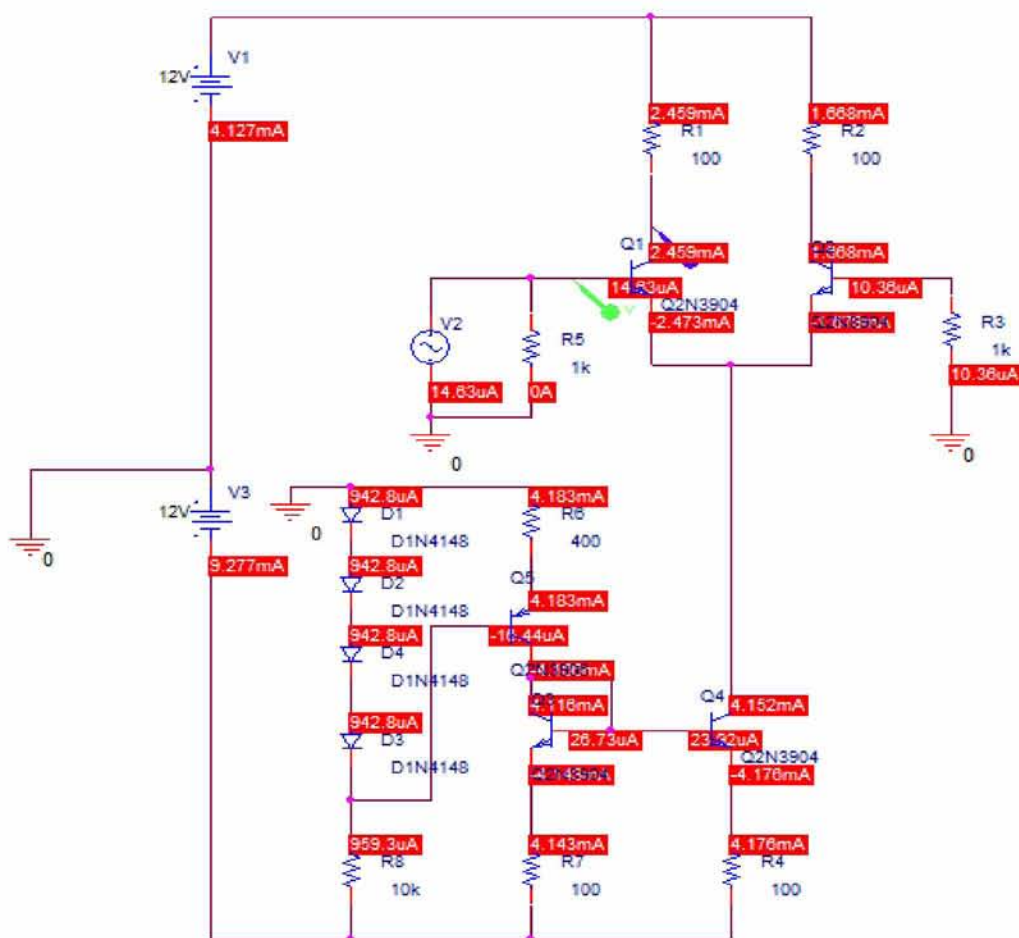 V1
12V
4.127mA
2.459mA
1.668mA
R1
R2
100
100
Q1
2.459mA
14.63uA
10.36uA
Q2N3904
-2.473mA
V2
R5
R3
1k
1k
14.63uA
0A
10.36uA
0
0
V3
942.8uA
4.183mA
12V
D1
R6
0
0
D1N4148
400
9.277mA
942.8uA
Q5
D2
4.183mA
D1N4148
942.8uA
D4
D1N4148
Q4
4.116mA
4.152mA
942.8uA
26.73uA
D3
Q2N3904
D1N4148
-4.176mA
959.3uA
4.143mA
4.176mA
R8
R7
R4
10k
100
100